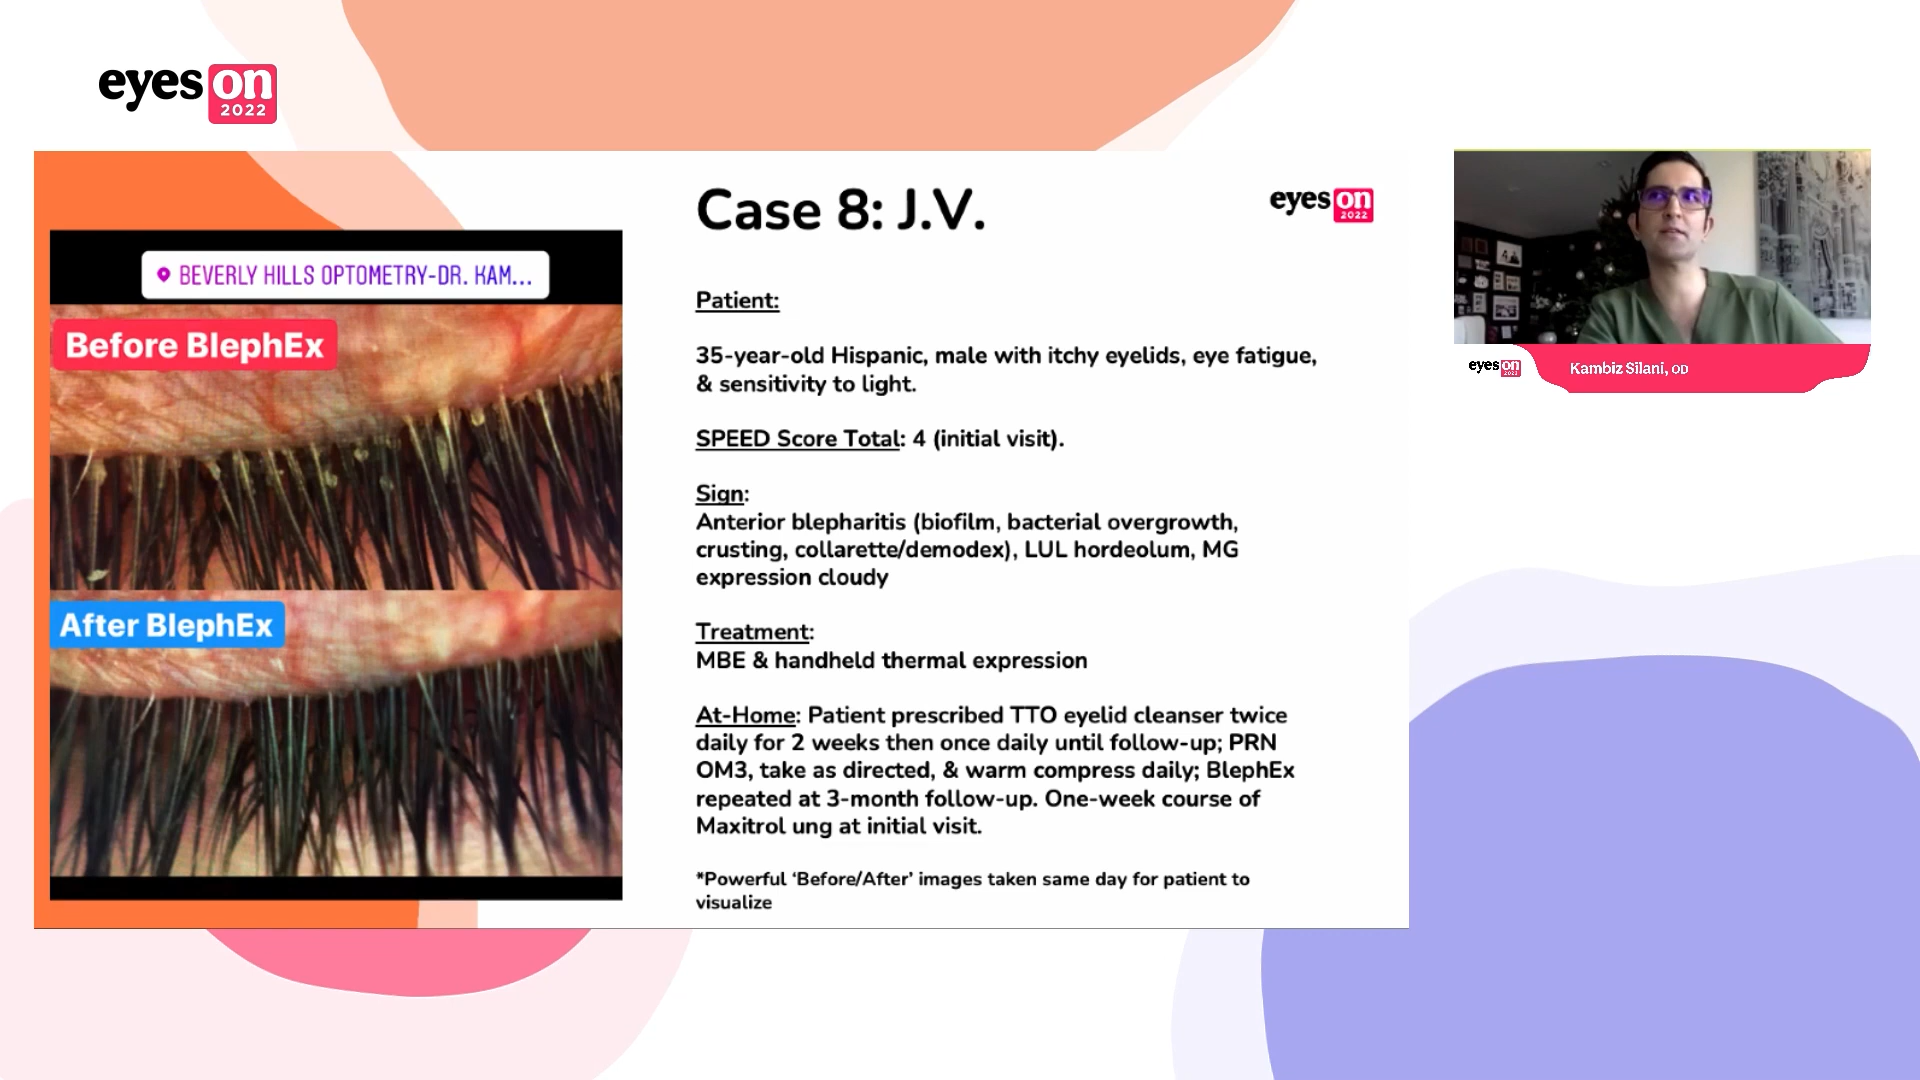 eyes on
2022
Case 8: J.V.
eyes on
2022
BEVERLY HILLS OPTOMETRY-DR. KAM...
Before BlephEx
After BlephEx
Patient:
35-year-old Hispanic, male with itchy eyelids, eye fatigue,
& sensitivity to light.
SPEED Score Total: 4 (initial visit).
Sign:
Anterior blepharitis (biofilm, bacterial overgrowth,
crusting, collarette/demodex), LUL hordeolum, MG
expression cloudy
Treatment:
MBE & handheld thermal expression
At-Home: Patient prescribed TTO eyelid cleanser twice
daily for 2 weeks then once daily until follow-up; PRN
OM3, take as directed, & warm compress daily; BlephEx
repeated at 3-month follow-up. One-week course of
Maxitrol ung at initial visit.
*Powerful ‘Before/After’ images taken same day for patient to
visualize
eyes on
2022
Kambiz Silani, OD